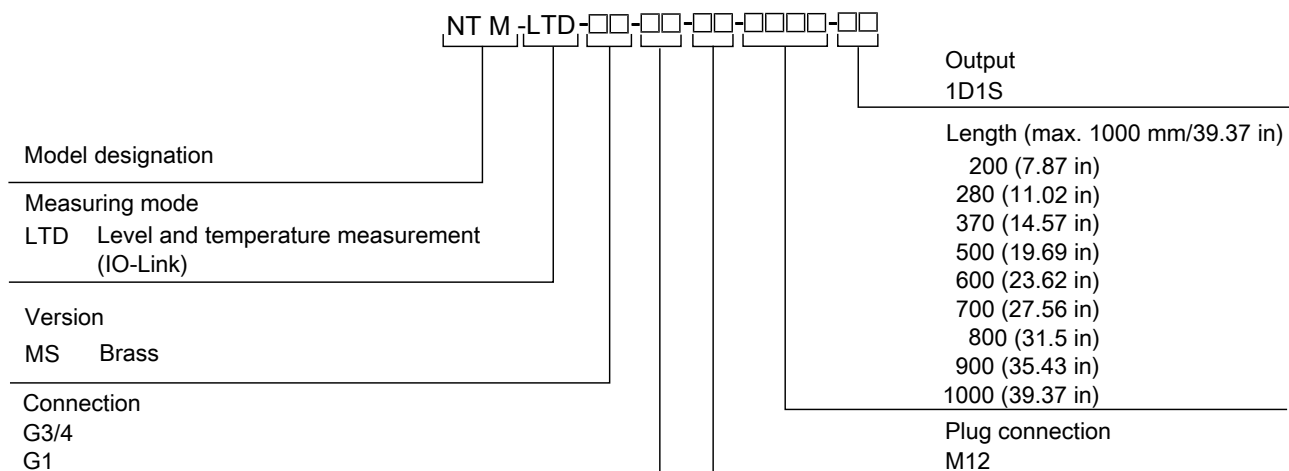 NT M -LTD-□□-□□-□□-□□□□-□□
Model designation
Measuring mode
LTD Level and temperature measurement
(IO-Link)
Version
MS Brass
Connection
G3/4
G1
Output
1D1S
Length (max. 1000 mm/39.37 in)
200 (7.87 in)
280 (11.02 in)
370 (14.57 in)
500 (19.69 in)
600 (23.62 in)
700 (27.56 in)
800 (31.5 in)
900 (35.43 in)
1000 (39.37 in)
Plug connection
M12